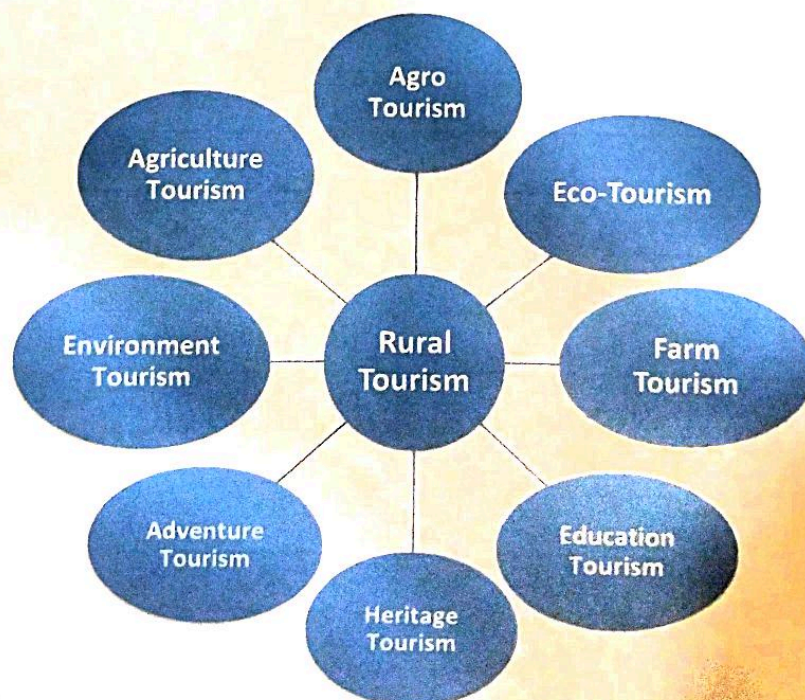 Agro
Tourism
Eco-Tourism
Farm
Tourism
Education
Tourism
Heritage
Tourism
Adventure
Tourism
Environment
Tourism
Agriculture
Tourism
Rural
Tourism